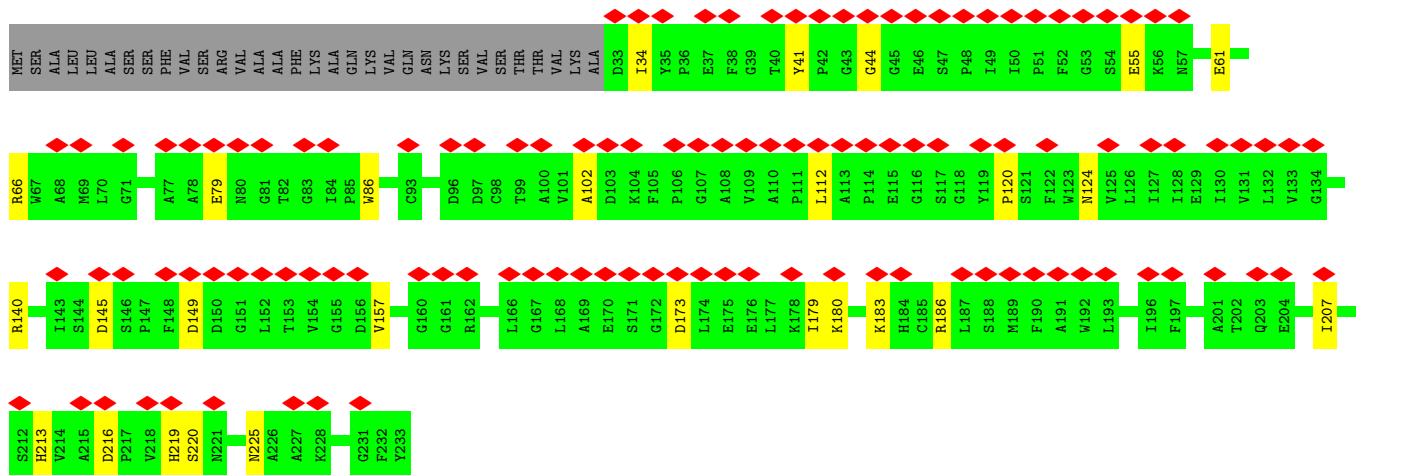 MET SER ALA LEU LEU ALA SER SER PHE VAL SER ARG VAL ALA ALA PHE LYS ALA GLN LYS VAL GLN ASN LYS SER VAL SER THR THR VAL LYS ALA D33 I34 Y35 P36 E37 F38 G39 T40 Y41 P42 G43 G44 G45 E46 S47 P48 I49 I50 P51 F52 G53 S54 E55 K56 N57 E61
R66 W67 A68 M69 L70 G71 A77 A78 E79 N80 G81 T82 G83 I84 P85 W86 C93 D96 D97 C98 T99 A100 V101 A102 D103 K104 F105 P106 G107 A108 V109 A110 P111 L112 A113 P114 E115 G116 S117 G118 Y119 P120 S121 F122 W123 N124 V125 L126 I127 I128 E129 I130 V131 L132 V133 G134
R140 I143 S144 D145 S146 P147 F148 D149 D150 G151 L152 T153 V154 G155 D156 V157 G160 G161 R162 L166 G167 L168 A169 E170 S171 G172 D173 L174 E175 E176 L177 K178 I179 K180 K183 H184 C185 R186 L187 S188 M189 F190 A191 W192 L193 I196 F197 A201 T202 Q203 E204 I207
S212 H213 V214 A215 D216 P217 V218 H219 S220 N221 N225 A226 A227 K228 G231 F232 Y233